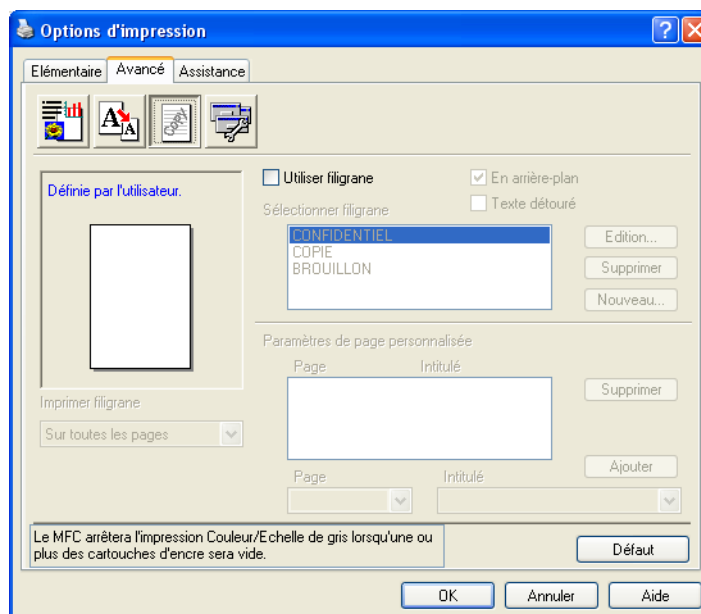 Options d'impression
Elémentaire Avancé Assistance
Copy
Définie par l'utilisateur.
Utiliser filigrane
En arrière-plan
Texte détouré
Sélectionner filigrane
CONFIDENTIEL
COPIE
BROUILLON
Edition...
Supprimer
Nouveau...
Imprimer filigrane
Sur toutes les pages
Paramètres de page personnalisée
Page Intitulé
Supprimer
Ajouter
Page Intitulé
Le MFC arrêtera l'impression Couleur/Echelle de gris lorsqu'une ou
plus des cartouches d'encre sera vide.
Défaut
OK Annuler Aide